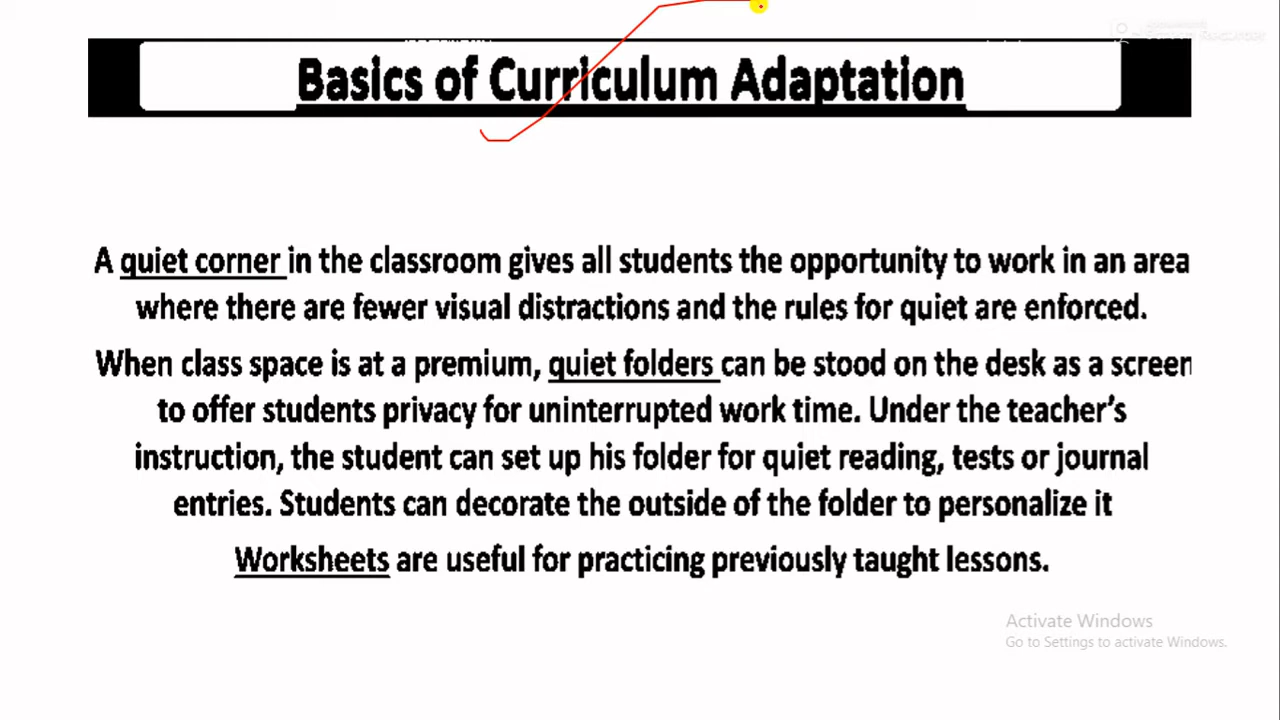 Basics of Curriculum Adaptation
A quiet corner in the classroom gives all students the opportunity to work in an area
where there are fewer visual distractions and the rules for quiet are enforced.
When class space is at a premium, quiet folders can be stood on the desk as a screen
to offer students privacy for uninterrupted work time. Under the teacher’s
instruction, the student can set up his folder for quiet reading, tests or journal
entries. Students can decorate the outside of the folder to personalize it
Worksheets are useful for practicing previously taught lessons.
Activate Windows
Go to Settings to activate Windows.